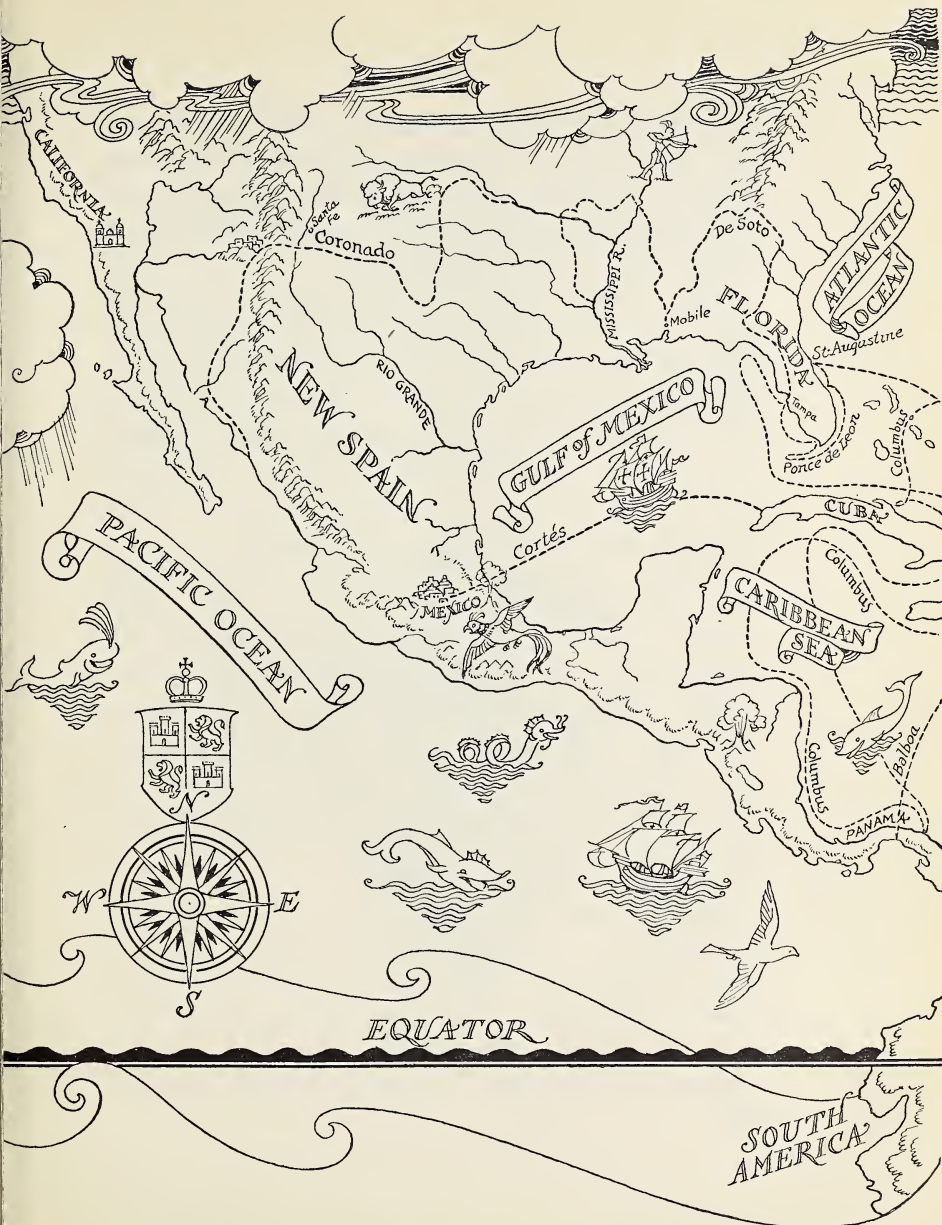 CALIFORNIA
Santa
Fe
Coronado
De Soto
ATLANTIC
OCEAN
MISSISSIPPI R.
Mobile
FLORIDA
St. Augustine
NEW SPAIN
RIO GRANDE
GULF of MEXICO
Tampa
Ponce de Leon
Columbus
Cortés
CUBA
PACIFIC OCEAN
MEXICO
Columbus
CARIBBEAN
SEA
Columbus
Balboa
PANAMA
N
W
E
S
EQUATOR
SOUTH
AMERICA